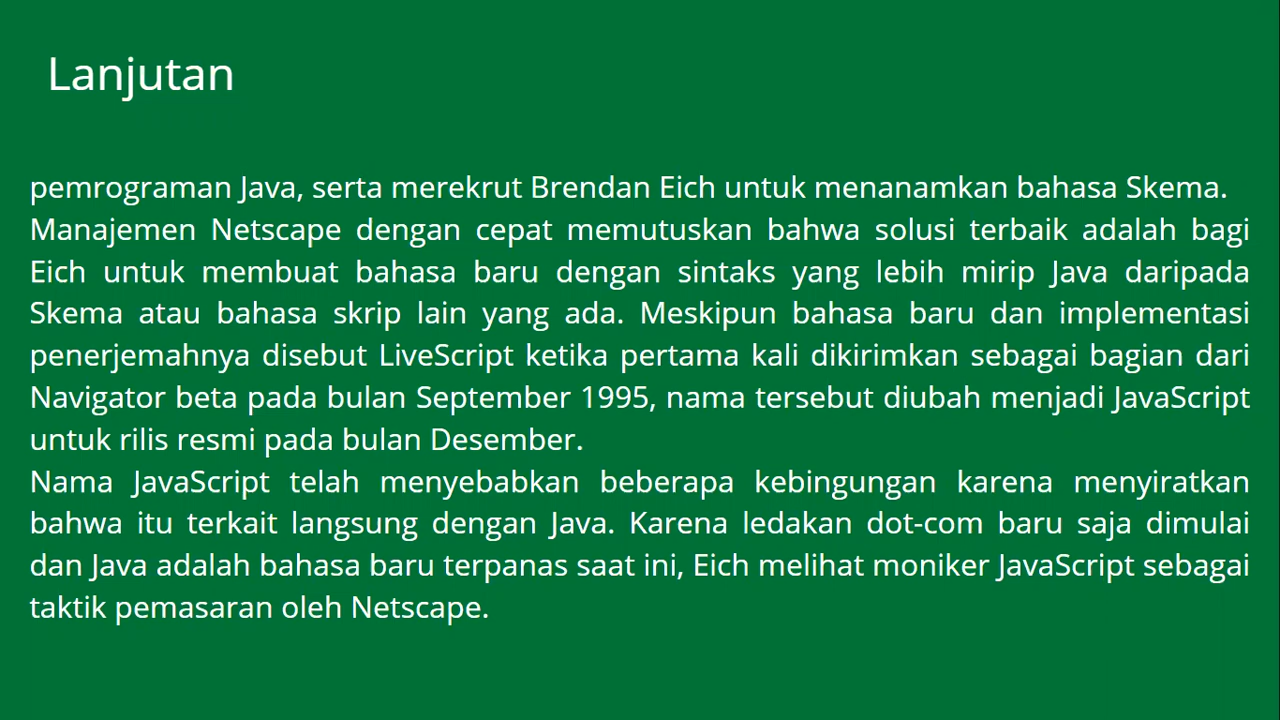 Lanjutan
pemrograman Java, serta merekrut Brendan Eich untuk menanamkan bahasa Skema.
Manajemen Netscape dengan cepat memutuskan bahwa solusi terbaik adalah bagi
Eich untuk membuat bahasa baru dengan sintaks yang lebih mirip Java daripada
Skema atau bahasa skrip lain yang ada. Meskipun bahasa baru dan implementasi
penerjemahnya disebut LiveScript ketika pertama kali dikirimkan sebagai bagian dari
Navigator beta pada bulan September 1995, nama tersebut diubah menjadi JavaScript
untuk rilis resmi pada bulan Desember.
Nama JavaScript telah menyebabkan beberapa kebingungan karena menyiratkan
bahwa itu terkait langsung dengan Java. Karena ledakan dot-com baru saja dimulai
dan Java adalah bahasa baru terpanas saat ini, Eich melihat moniker JavaScript sebagai
taktik pemasaran oleh Netscape.